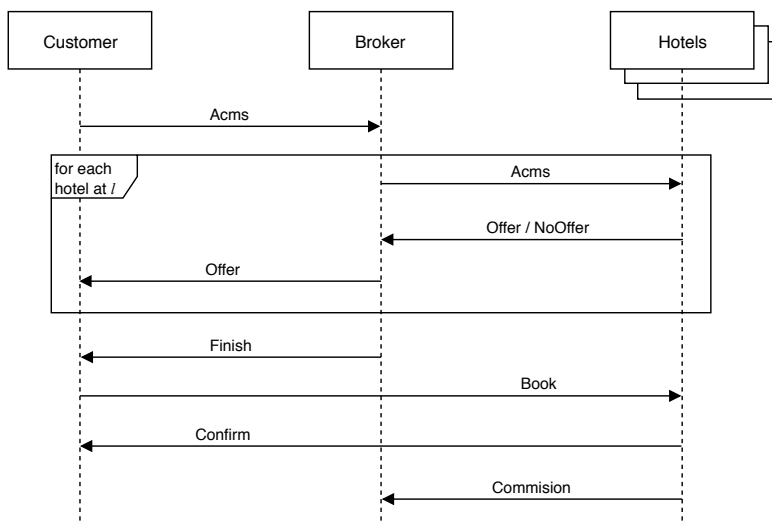 Customer
Broker
Hotels
Acms
for each
hotel at l
Acms
Offer / NoOffer
Offer
Finish
Book
Confirm
Commision